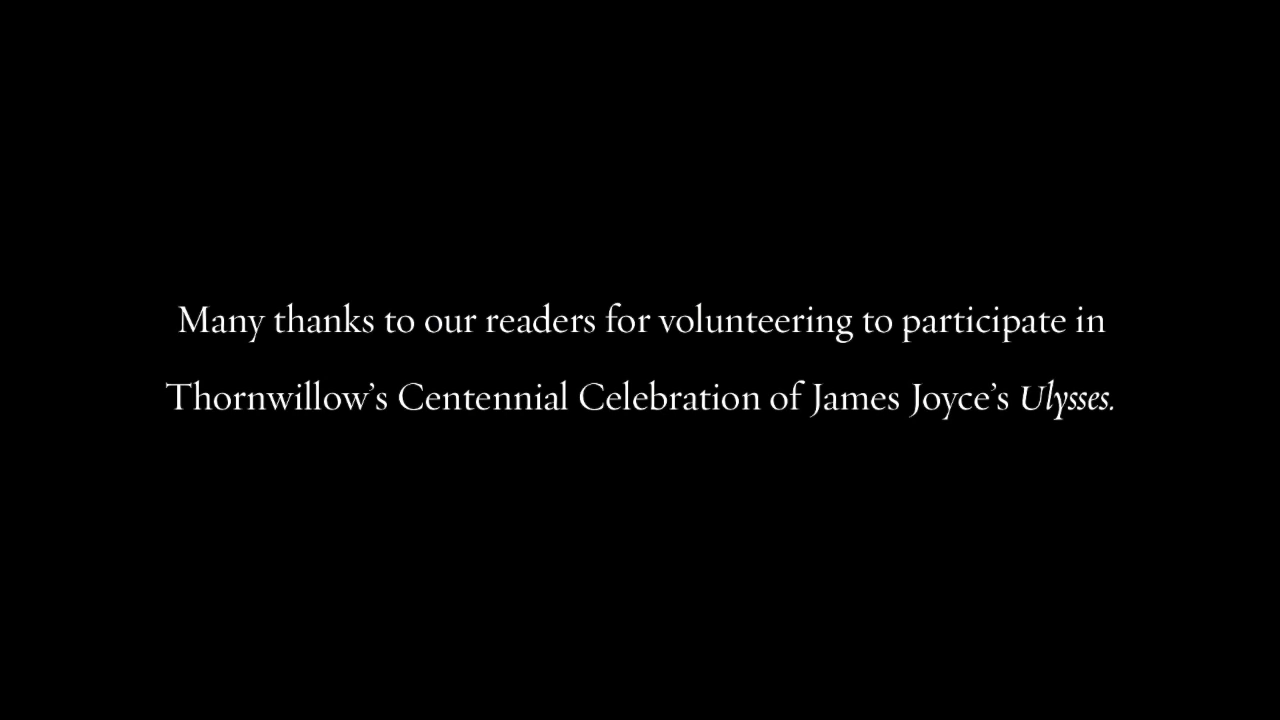 Many thanks to our readers for volunteering to participate in
Thornwillow’s Centennial Celebration of James Joyce’s Ulysses.